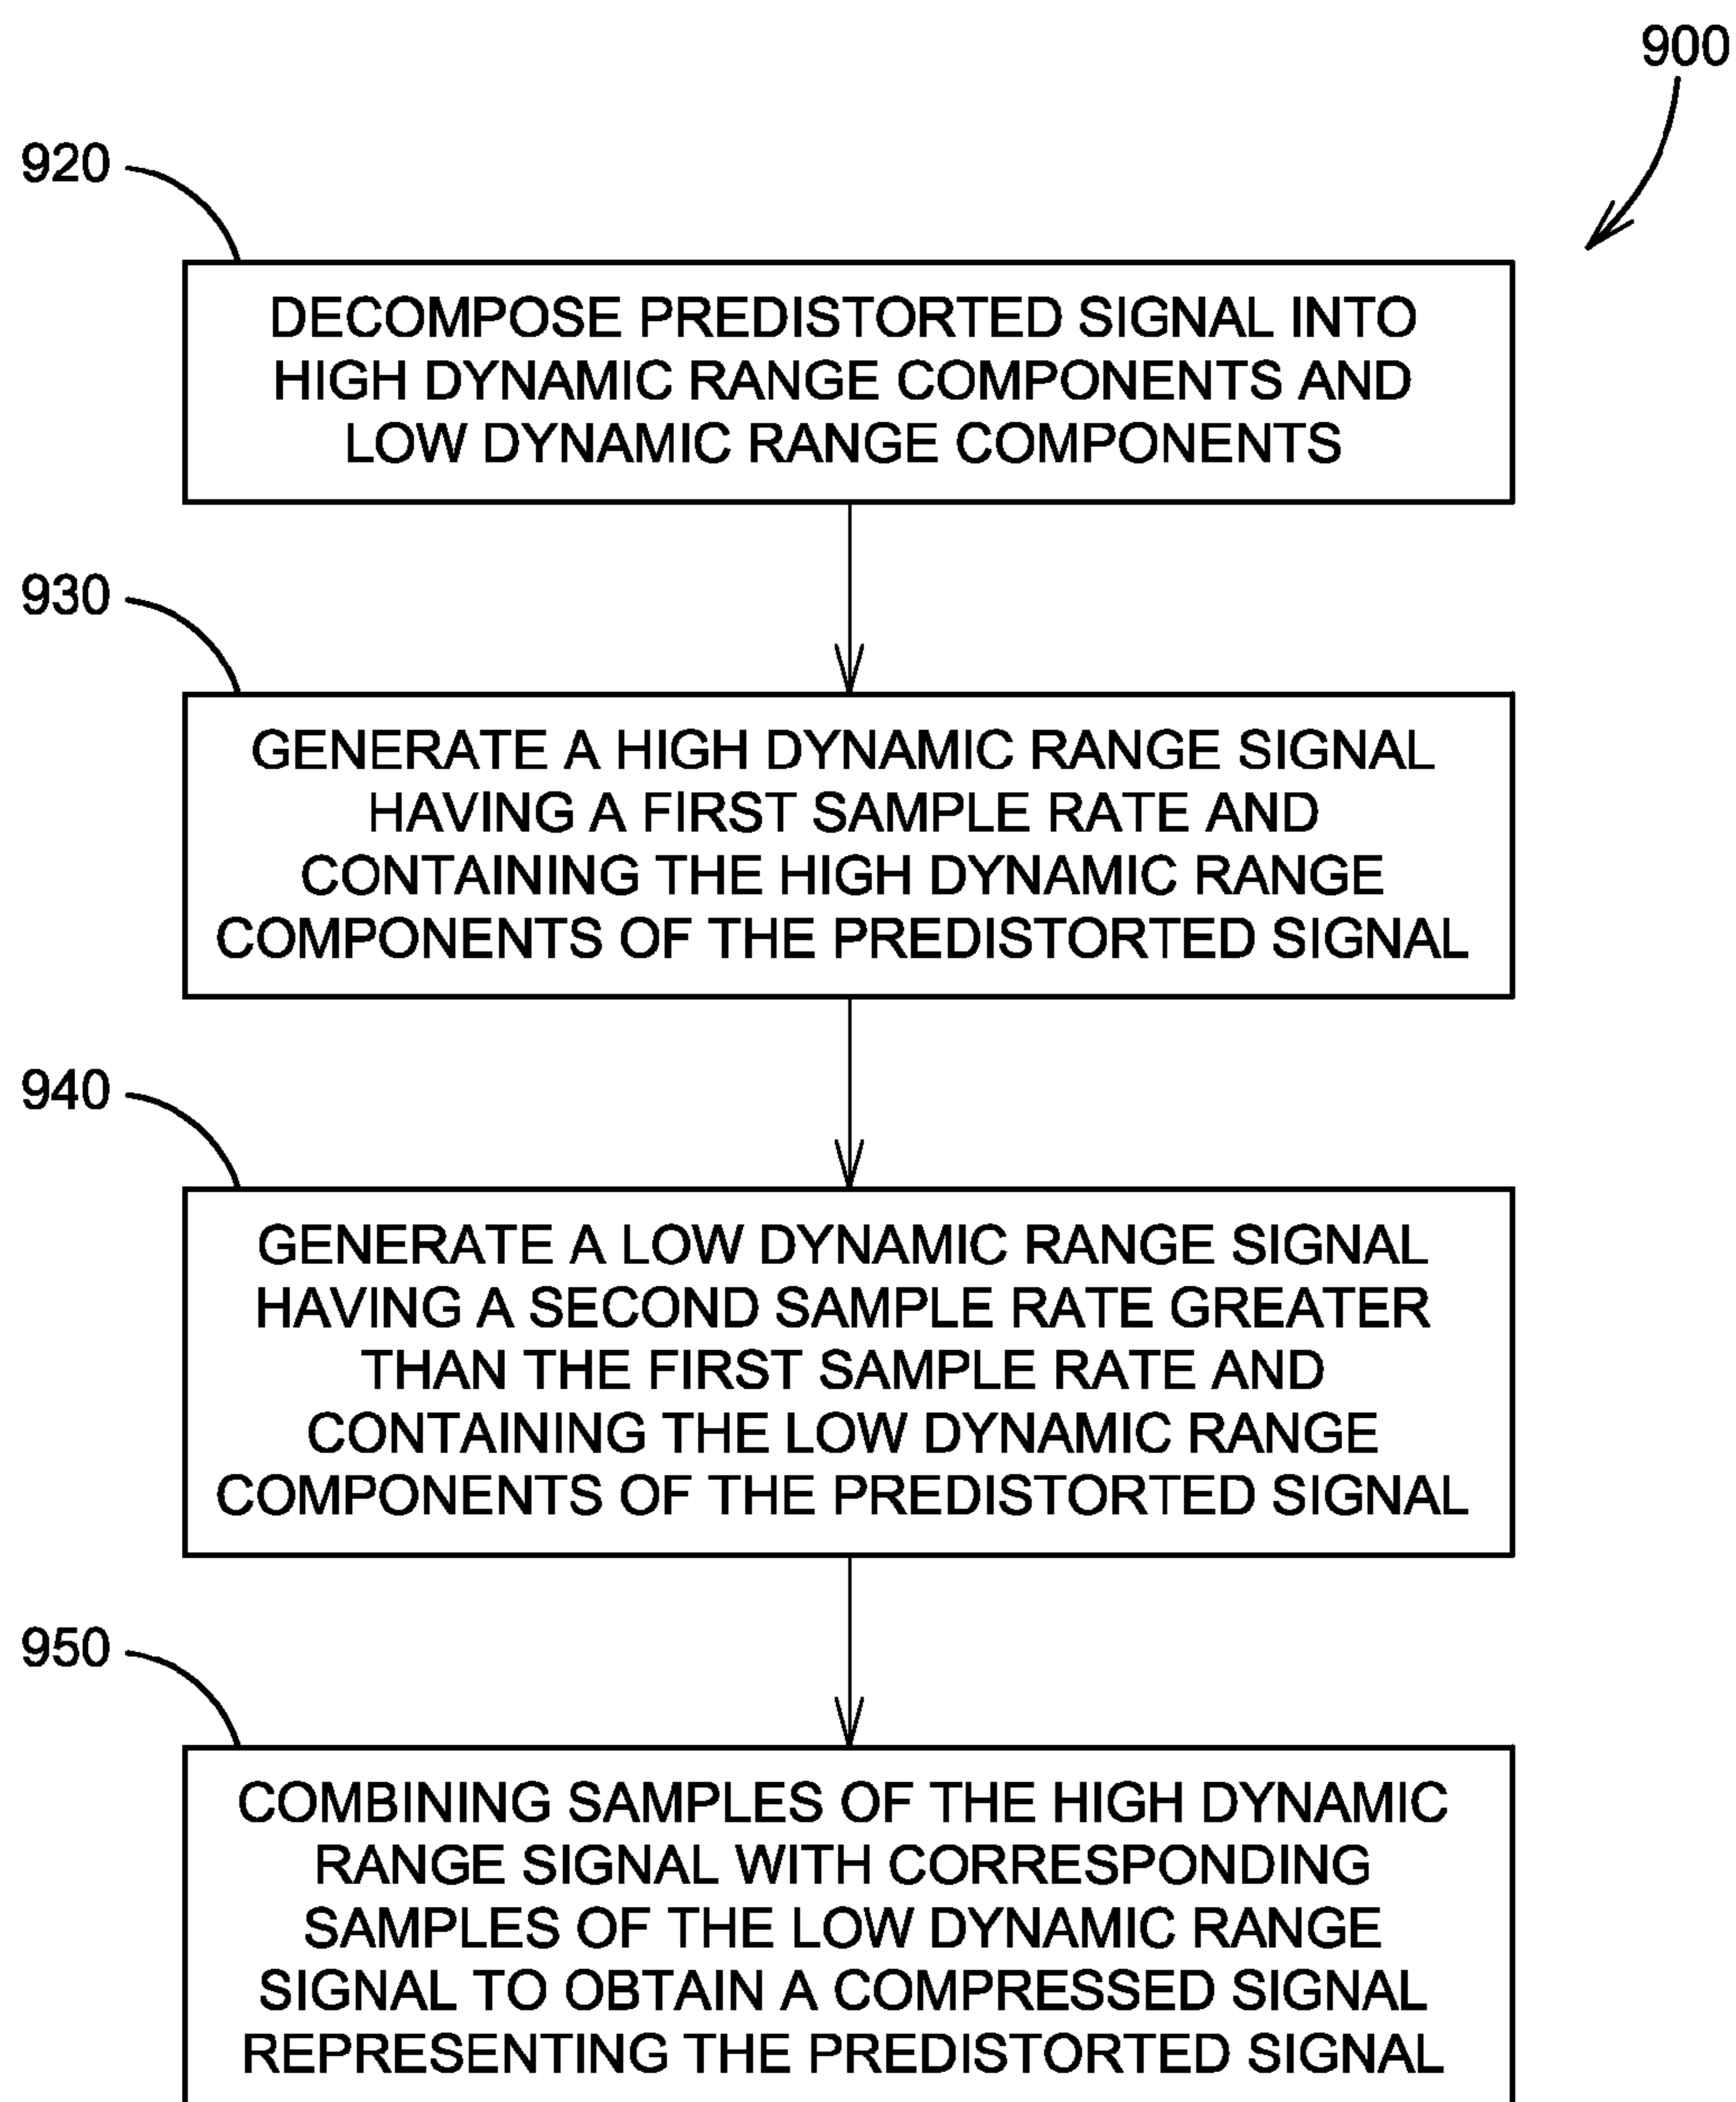 900
920
DECOMPOSE PREDISTORTED SIGNAL INTO
HIGH DYNAMIC RANGE COMPONENTS AND
LOW DYNAMIC RANGE COMPONENTS
930
GENERATE A HIGH DYNAMIC RANGE SIGNAL
HAVING A FIRST SAMPLE RATE AND
CONTAINING THE HIGH DYNAMIC RANGE
COMPONENTS OF THE PREDISTORTED SIGNAL
940
GENERATE A LOW DYNAMIC RANGE SIGNAL
HAVING A SECOND SAMPLE RATE GREATER
THAN THE FIRST SAMPLE RATE AND
CONTAINING THE LOW DYNAMIC RANGE
COMPONENTS OF THE PREDISTORTED SIGNAL
950
COMBINING SAMPLES OF THE HIGH DYNAMIC
RANGE SIGNAL WITH CORRESPONDING
SAMPLES OF THE LOW DYNAMIC RANGE
SIGNAL TO OBTAIN A COMPRESSED SIGNAL
REPRESENTING THE PREDISTORTED SIGNAL